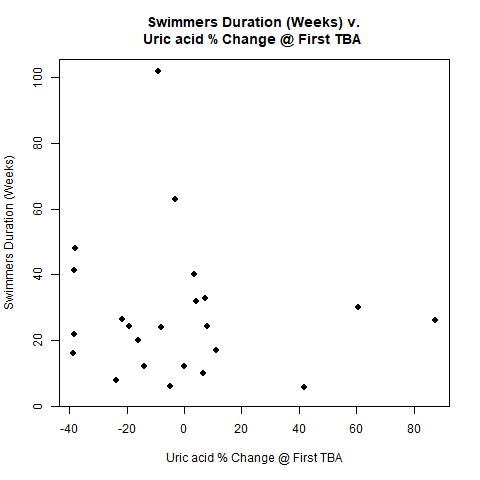 Swimmers Duration (Weeks) v.
Uric acid % Change @ First TBA
Swimmers Duration (Weeks)
100
80
60
40
20
0
-40 -20 0 20 40 60 80
Uric acid % Change @ First TBA